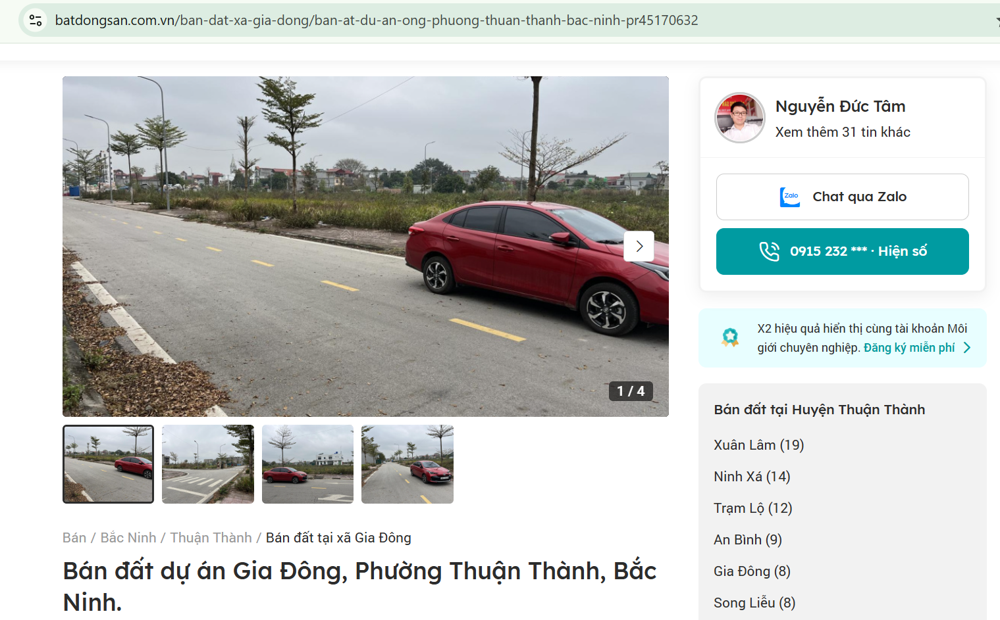 batdongsan.com.vn/ban-dat-xa-gia-dong/ban-at-du-an-ong-phuong-thuan-thanh-bac-ninh-pr45170632
Batdongsan
1 / 4
Bán / Bắc Ninh / Thuận Thành / Bán đất tại xã Gia Đông
Bán đất dự án Gia Đông, Phường Thuận Thành, Bắc
Ninh.
Nguyễn Đức Tâm
Xem thêm 31 tin khác
Zalo
Chat qua Zalo
0915 232 *** · Hiện số
X2 hiệu quả hiển thị cùng tài khoản Môi
giới chuyên nghiệp. Đăng ký miễn phí
Bán đất tại Huyện Thuận Thành
Xuân Lâm (19)
Ninh Xá (14)
Trạm Lộ (12)
An Bình (9)
Gia Đông (8)
Song Liễu (8)